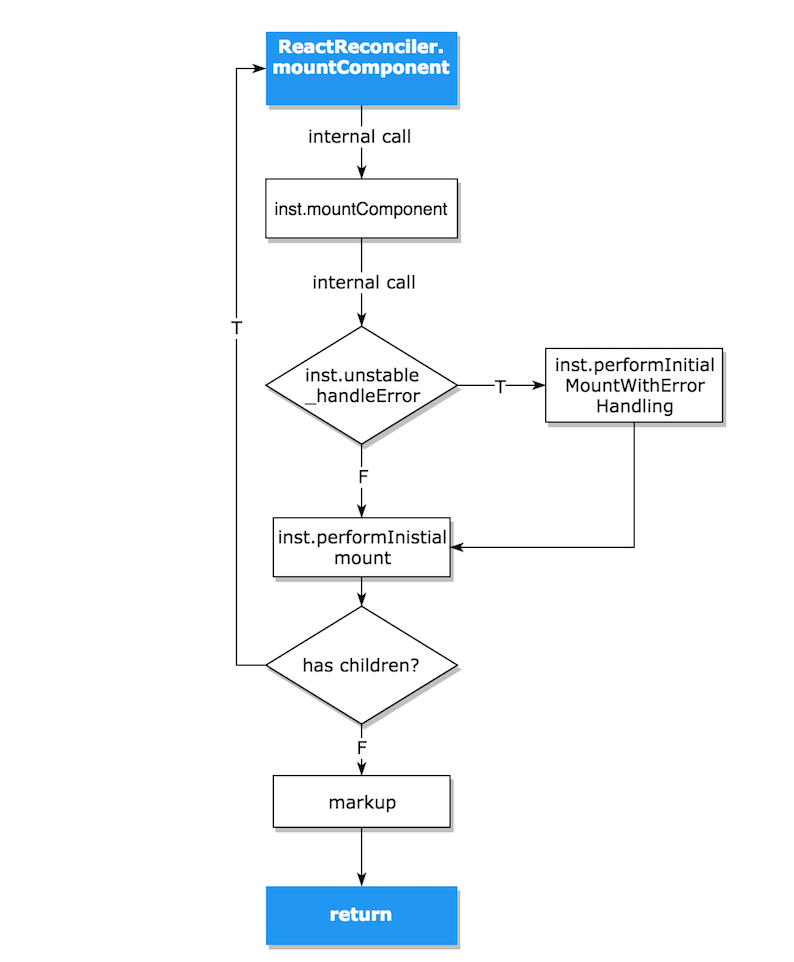 ReactReconciler.
mountComponent
internal call
inst.mountComponent
internal call
T
inst.unstable
_handleError
T
inst.performInitial
MountWithError
Handling
F
inst.performInistial
mount
has children?
F
markup
return